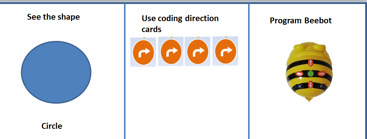 See the shape
Circle
Use coding direction
cards
Program Beebot